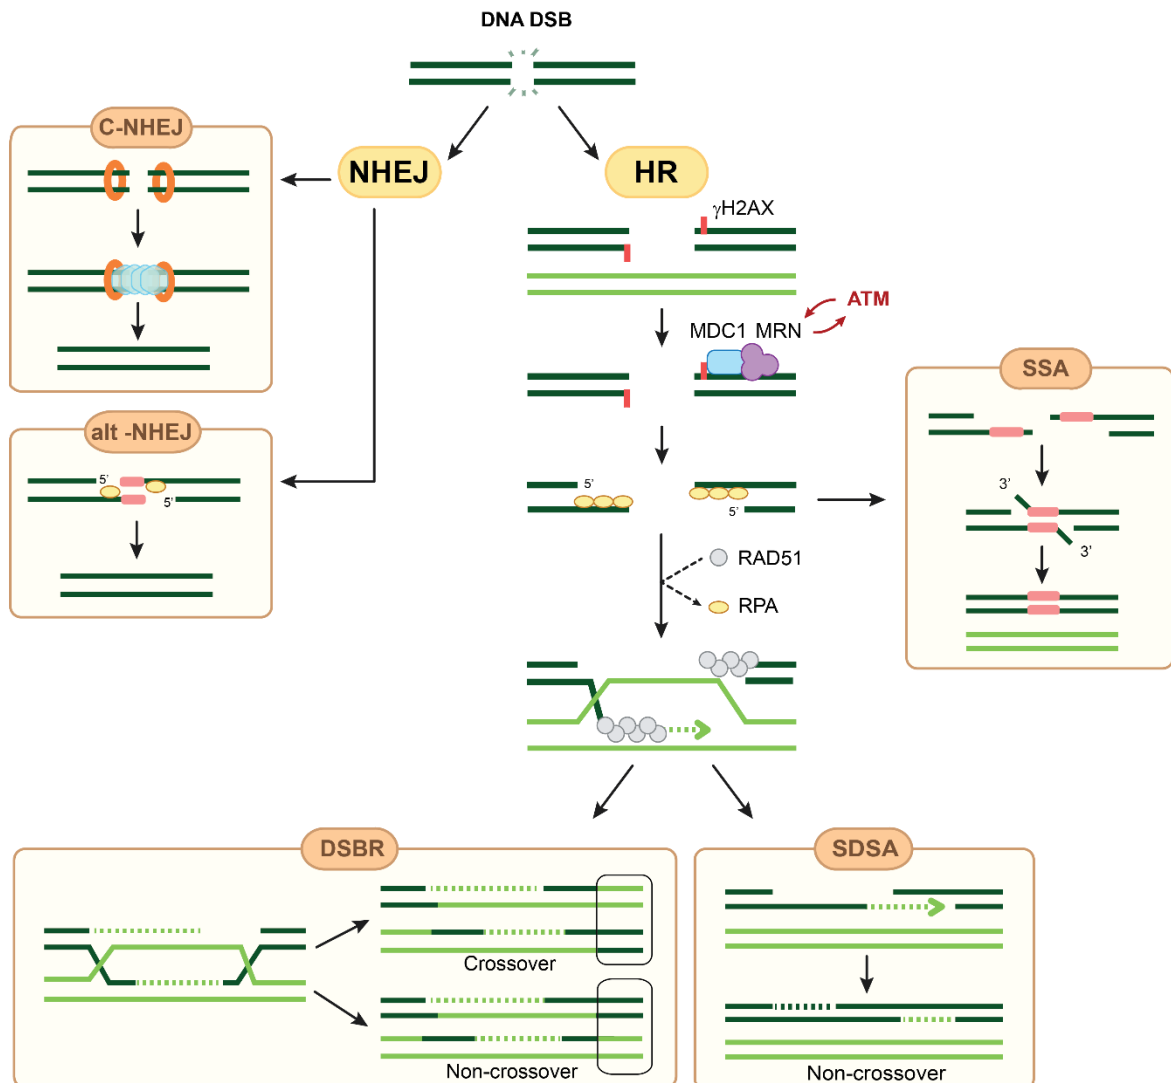 DNA DSB
C-NHEJ
NHEJ
HR
γH2AX
ATM
MDC1 MRN
SSA
alt -NHEJ
5'
5'
5'
5'
3'
3'
RAD51
RPA
DSBR
SDSA
Crossover
Non-crossover
Non-crossover